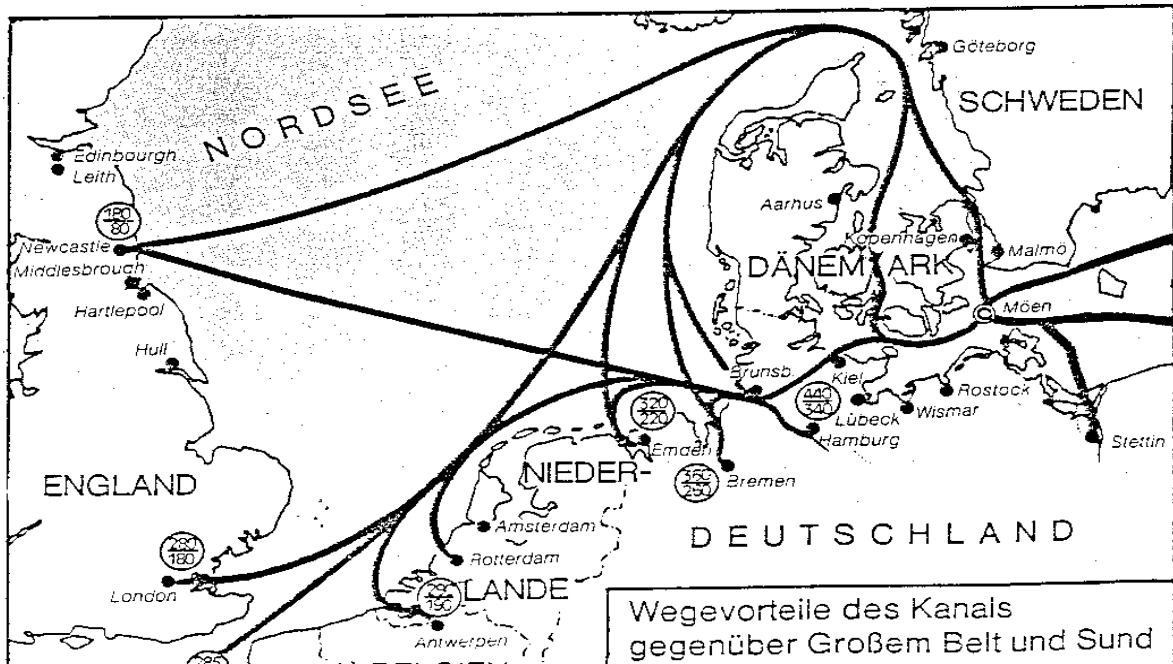 Göteborg
NORDSEE
SCHWEDEN
Edinbourgh
Leith
180
80
Newcastle
Middlesbrough
Hartlepool
Hull
Aarhus
Kopenhagen
Malmö
DÄNEMARK
Möen
Brunsb.
Kiel
440
340
Rostock
Lübeck
Wismar
Hamburg
Stettin
320
220
Emden
Bremen
ENGLAND
NIEDER-
LANDE
Amsterdam
Rotterdam
DEUTSCHLAND
280
180
London
190
Antwerpen
Wegevorteile des Kanals
gegenüber Großem Belt und Sund